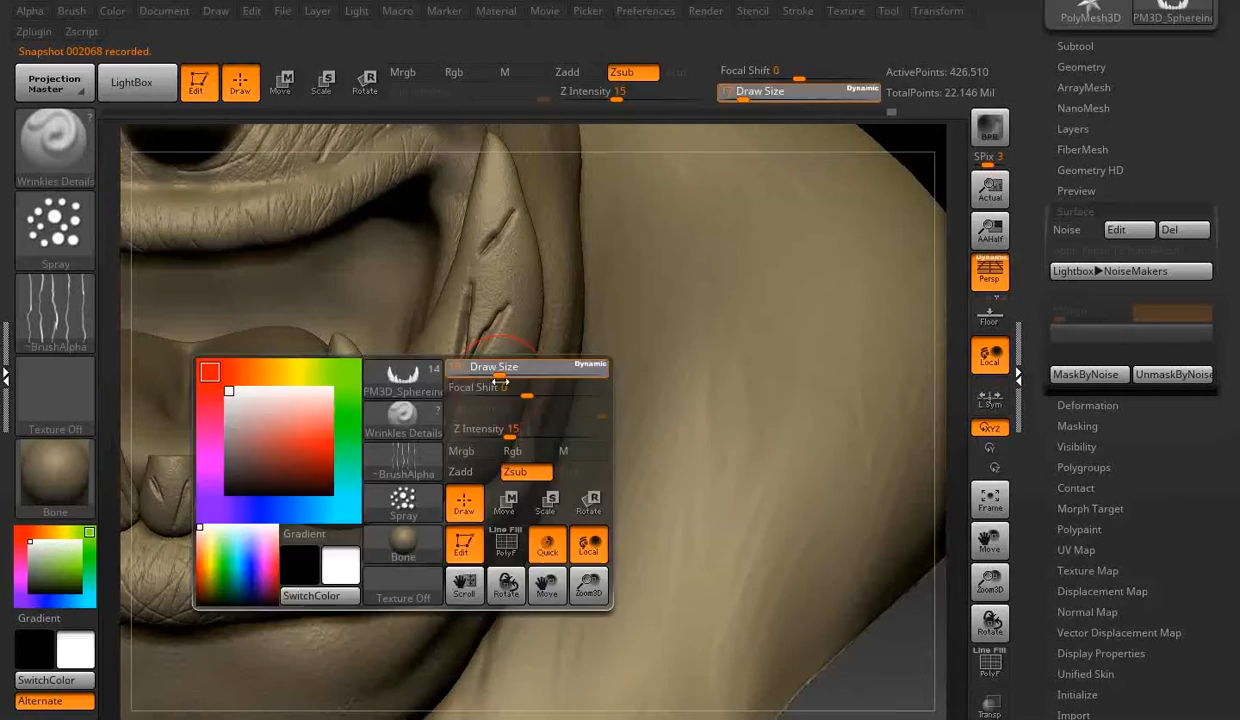 Alpha Brush Color Document Draw Edit File Layer Light Macro Marker Material Movie Picker Preferences Render Stencil Stroke Texture Tool Transform
Zplugin Zscript
Snapshot 002068 recorded.
Projection Master
LightBox
Edit
Draw
Move
Scale
Rotate
Mrgb Rgb M
Zadd Zsub
Z Intensity 15
Focal Shift 0
Draw Size Dynamic
ActivePoints: 426,510
TotalPoints: 22.146 Mil
Wrinkles Details
Spray
~BrushAlpha
Texture Off
Bone
Gradient
SwitchColor
Alternate
PM3D_Spherein 14
Wrinkles Details
~BrushAlpha
Spray
Bone
Texture Off
Gradient
SwitchColor
Draw Size Dynamic
Focal Shift 0
Z Intensity 15
Mrgb Rgb M
Zadd Zsub
Draw Move Scale Rotate
Line Fill
Edit PolyF Quick Local
Scroll Rotate Move Zoom3D
BPR
SPix 3
Actual
AAHalf
Dynamic
Persp
Floor
Local
L.Sym
XYZ
Frame
Move
Zoom3D
Rotate
Line Fill
PolyF
Transp
PolyMesh3D PM3D_Spherein
Subtool
Geometry
ArrayMesh
NanoMesh
Layers
FiberMesh
Geometry HD
Preview
Surface
Noise Edit Del
Lightbox▶NoiseMakers
MaskByNoise UnmaskByNoise
Deformation
Masking
Visibility
Polygroups
Contact
Morph Target
Polypaint
UV Map
Texture Map
Displacement Map
Normal Map
Vector Displacement Map
Display Properties
Unified Skin
Initialize
Import